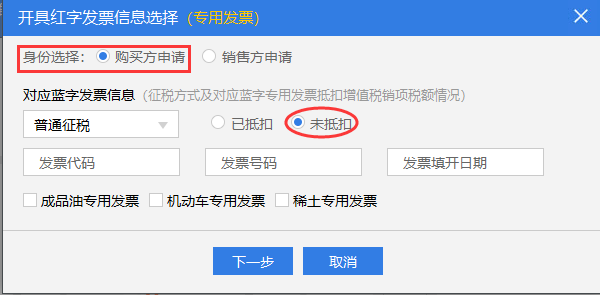 开具红字发票信息选择（专用发票）
身份选择： 购买方申请 销售方申请
对应蓝字发票信息（征税方式及对应蓝字专用发票抵扣增值税销项税额情况）
普通征税 已抵扣 未抵扣
发票代码 发票号码 发票填开日期
成品油专用发票 机动车专用发票 稀土专用发票
下一步 取消